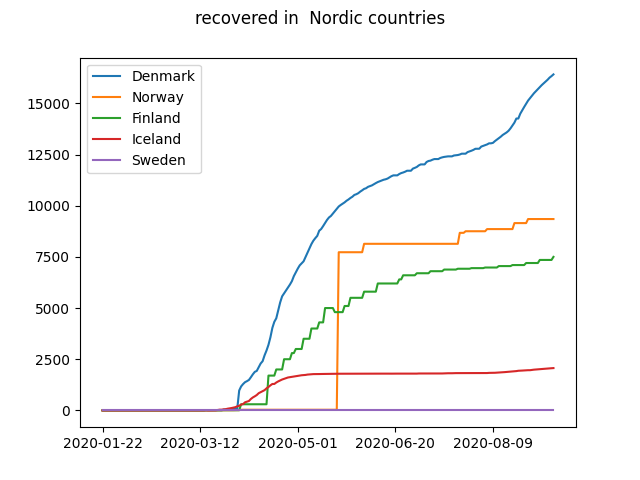 recovered in  Nordic countries
Denmark
Norway
Finland
Iceland
Sweden
15000
12500
10000
7500
5000
2500
0
2020-01-22 2020-03-12 2020-05-01 2020-06-20 2020-08-09